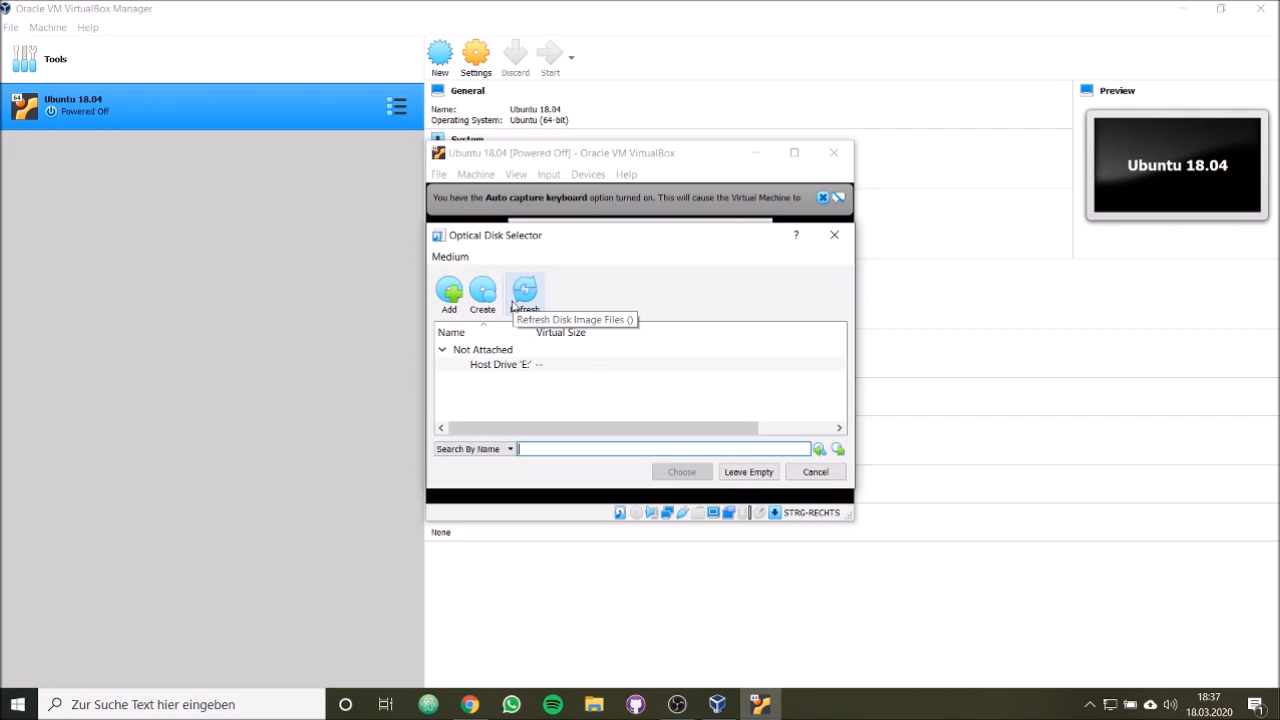 Oracle VM VirtualBox Manager
File Machine Help
Tools
New Settings Discard Start
64 Ubuntu 18.04
Powered Off
General
Name: Ubuntu 18.04
Operating System: Ubuntu (64-bit)
System
Preview
Ubuntu 18.04
Ubuntu 18.04 [Powered Off] - Oracle VM VirtualBox
File Machine View Input Devices Help
You have the Auto capture keyboard option turned on. This will cause the Virtual Machine to
Optical Disk Selector ?
Medium
Add Create Refresh
Refresh Disk Image Files ()
Name Virtual Size
Not Attached
Host Drive 'E:' --
Search By Name
Choose Leave Empty Cancel
STRG-RECHTS
None
Zur Suche Text hier eingeben
18:37
18.03.2020
1